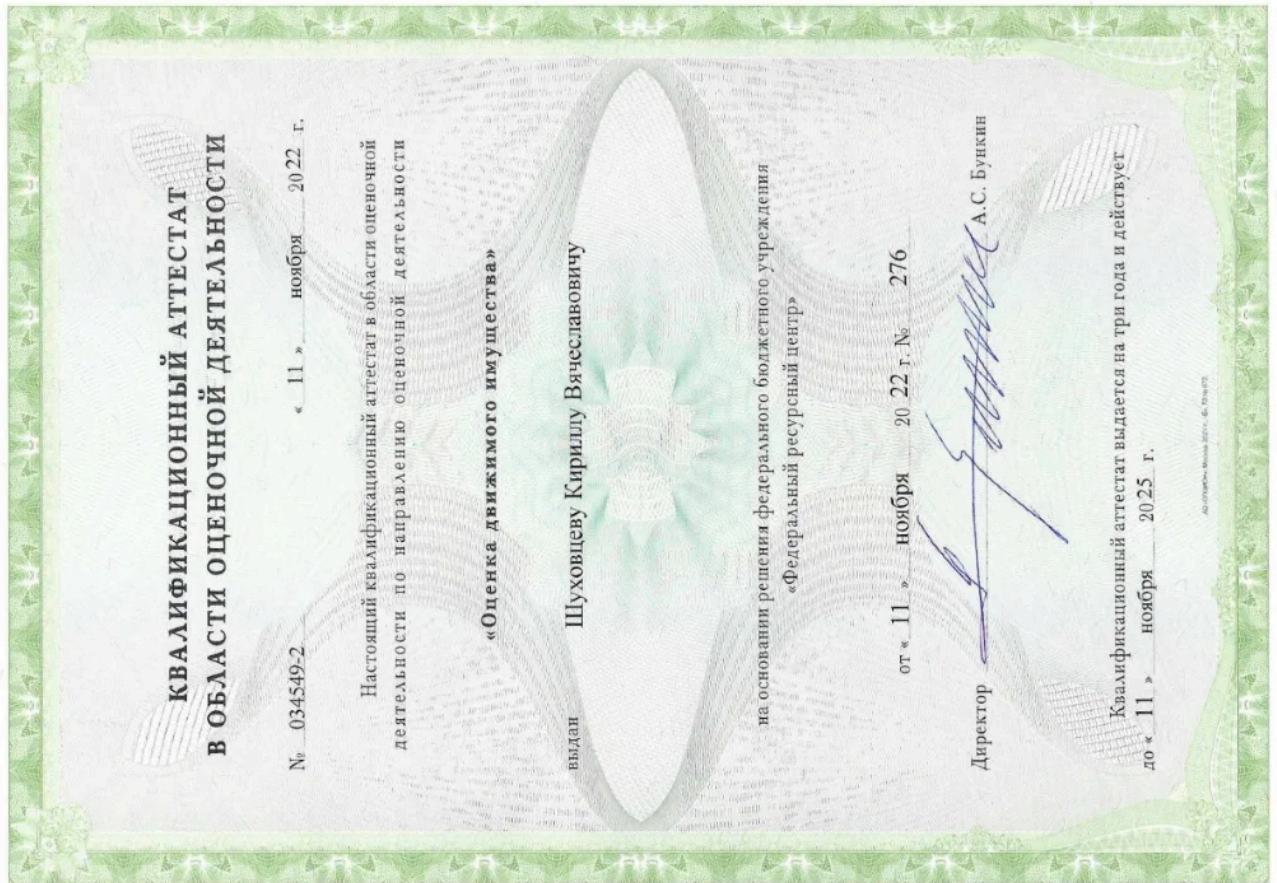 КВАЛИФИКАЦИОННЫЙ АТТЕСТАТ
В ОБЛАСТИ ОЦЕНОЧНОЙ ДЕЯТЕЛЬНОСТИ
№ 034549-2 « 11 » ноября 2022 г.
Настоящий квалификационный аттестат в области оценочной
деятельности по направлению оценочной деятельности
«Оценка движимого имущества»
выдан Шуховцеву Кириллу Вячеславовичу
на основании решения федерального бюджетного учреждения
«Федеральный ресурсный центр»
от « 11 » ноября 20 22 г. № 276
Директор А.С. Бункин
Квалификационный аттестат выдается на три года и действует
до « 11 » ноября 2025 г.